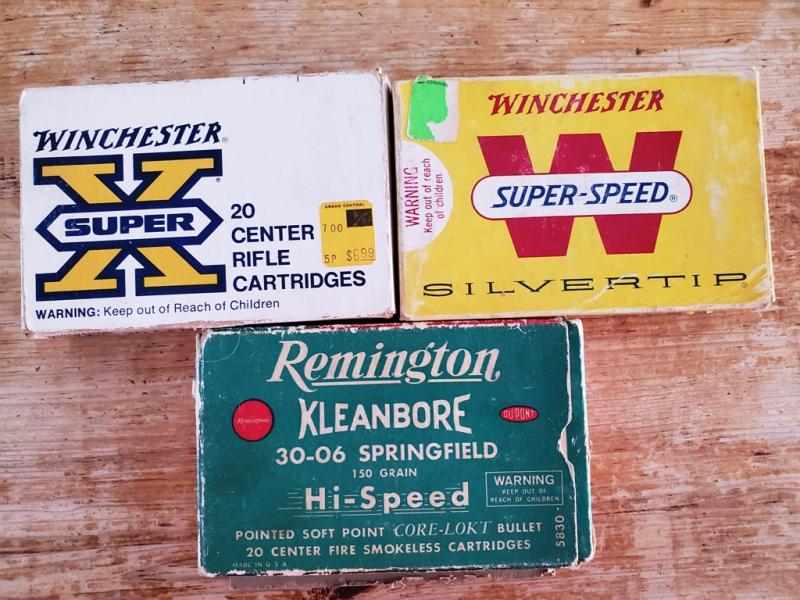 WINCHESTER®
X®
SUPER
20
CENTER
RIFLE
CARTRIDGES
GRAND CENTRAL
700
5P $6.99
WARNING: Keep out of Reach of Children
WINCHESTER
W
SUPER-SPEED®
SILVERTIP®
WARNING
Keep out of reach
of children.
Remington®
KLEANBORE
Remington
DUPONT
30-06 SPRINGFIELD
150 GRAIN
Hi-Speed
WARNING
KEEP OUT OF
REACH OF CHILDREN
POINTED SOFT POINT "CORE-LOKT" BULLET
20 CENTER FIRE SMOKELESS CARTRIDGES
MADE IN U.S.A.
5830